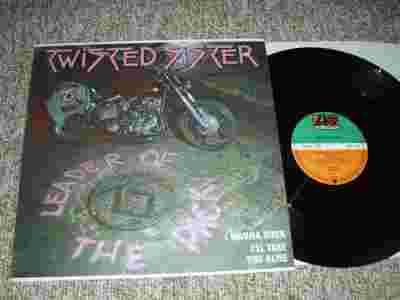 TWISTED SISTER
LEADER OF
THE PACK
I WANNA ROCK
I'LL TAKE
YOU ALIVE